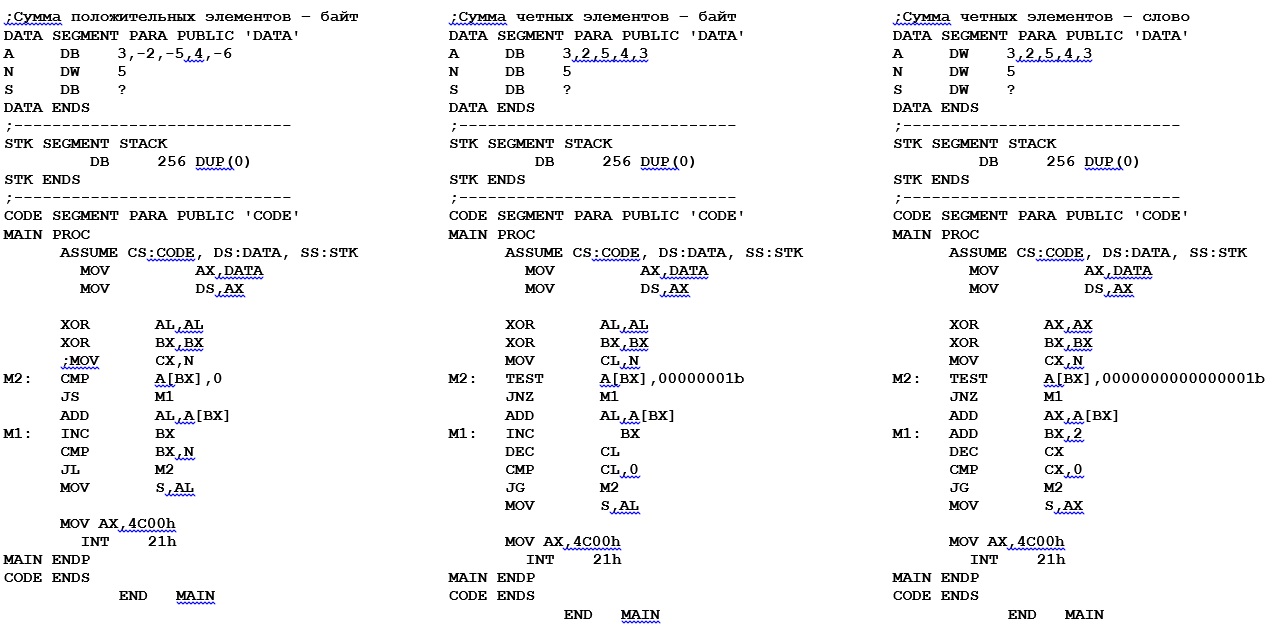 ;Сумма положительных элементов – байт
DATA SEGMENT PARA PUBLIC 'DATA'
A DB 3,-2,-5,4,-6
N DW 5
S DB ?
DATA ENDS
;-----------------------------
STK SEGMENT STACK
DB 256 DUP(0)
STK ENDS
;-----------------------------
CODE SEGMENT PARA PUBLIC 'CODE'
MAIN PROC
ASSUME CS:CODE, DS:DATA, SS:STK
MOV AX,DATA
MOV DS,AX
XOR AL,AL
XOR BX,BX
;MOV CX,N
M2: CMP A[BX],0
JS M1
ADD AL,A[BX]
M1: INC BX
CMP BX,N
JL M2
MOV S,AL
MOV AX,4C00h
INT 21h
MAIN ENDP
CODE ENDS
END MAIN
;Сумма четных элементов – байт
DATA SEGMENT PARA PUBLIC 'DATA'
A DB 3,2,5,4,3
N DB 5
S DB ?
DATA ENDS
;-----------------------------
STK SEGMENT STACK
DB 256 DUP(0)
STK ENDS
;-----------------------------
CODE SEGMENT PARA PUBLIC 'CODE'
MAIN PROC
ASSUME CS:CODE, DS:DATA, SS:STK
MOV AX,DATA
MOV DS,AX
XOR AL,AL
XOR BX,BX
MOV CL,N
M2: TEST A[BX],00000001b
JNZ M1
ADD AL,A[BX]
M1: INC BX
DEC CL
CMP CL,0
JG M2
MOV S,AL
MOV AX,4C00h
INT 21h
MAIN ENDP
CODE ENDS
END MAIN
;Сумма четных элементов – слово
DATA SEGMENT PARA PUBLIC 'DATA'
A DW 3,2,5,4,3
N DW 5
S DW ?
DATA ENDS
;-----------------------------
STK SEGMENT STACK
DB 256 DUP(0)
STK ENDS
;-----------------------------
CODE SEGMENT PARA PUBLIC 'CODE'
MAIN PROC
ASSUME CS:CODE, DS:DATA, SS:STK
MOV AX,DATA
MOV DS,AX
XOR AX,AX
XOR BX,BX
MOV CX,N
M2: TEST A[BX],0000000000000001b
JNZ M1
ADD AX,A[BX]
M1: ADD BX,2
DEC CX
CMP CX,0
JG M2
MOV S,AX
MOV AX,4C00h
INT 21h
MAIN ENDP
CODE ENDS
END MAIN